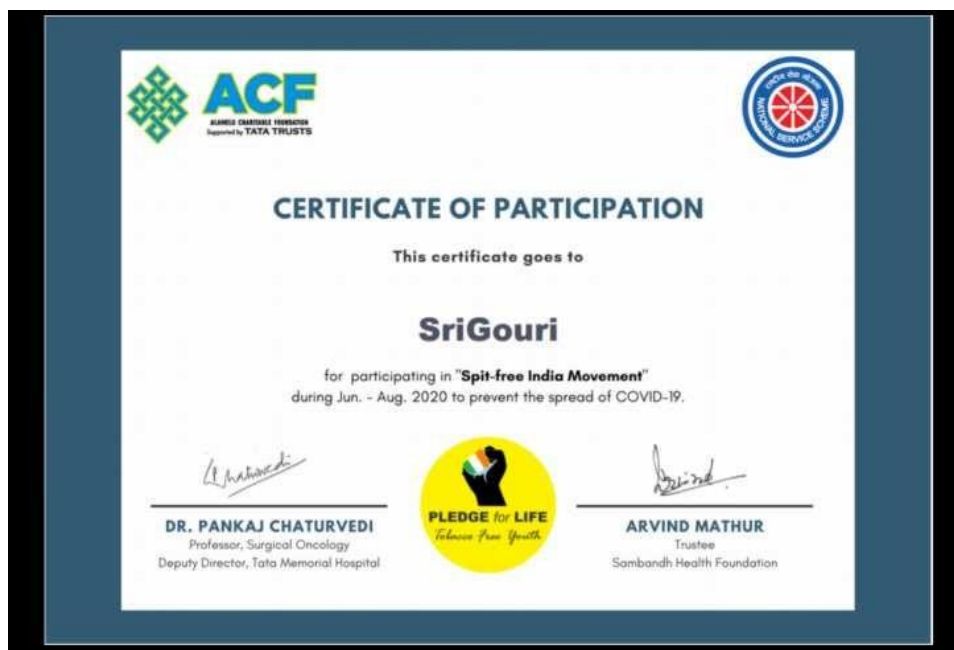 ACF
ALAMELU CHARITABLE FOUNDATION
Supported by TATA TRUSTS
राष्ट्रीय सेवा योजना
NATIONAL SERVICE SCHEME
CERTIFICATE OF PARTICIPATION
This certificate goes to
SriGouri
for participating in "Spit-free India Movement"
during Jun. - Aug. 2020 to prevent the spread of COVID-19.
DR. PANKAJ CHATURVEDI
Professor, Surgical Oncology
Deputy Director, Tata Memorial Hospital
PLEDGE for LIFE
Tobacco Free Youth
ARVIND MATHUR
Trustee
Sambandh Health Foundation